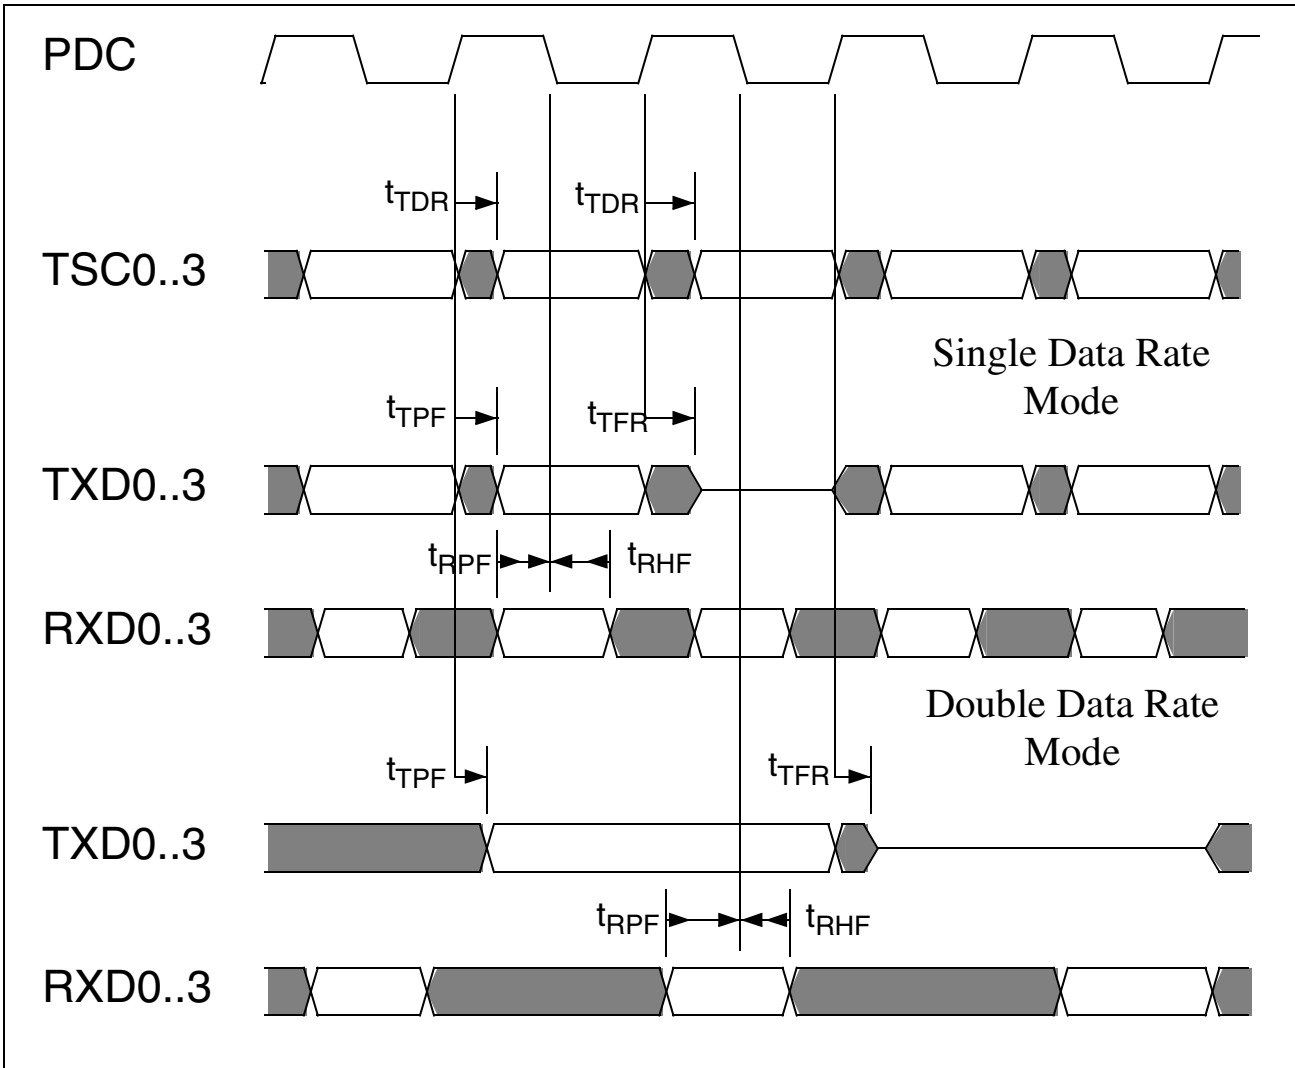 PDC
tTDR tTDR
TSC0..3
Single Data Rate
Mode
tTPF tTFR
TXD0..3
tRPF tRHF
RXD0..3
Double Data Rate
Mode
tTPF tTFR
TXD0..3
tRPF tRHF
RXD0..3